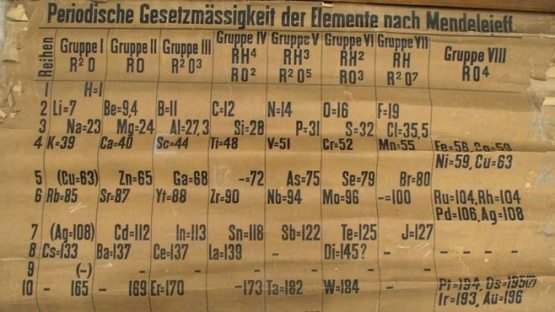 Periodische Gesetzmässigkeit der Elemente nach Mendelejeff.
Reihen Gruppe I Gruppe II Gruppe III Gruppe IV Gruppe V Gruppe VI Gruppe VII Gruppe VIII
RH⁴ RH³ RH² RH
R²O RO R²O³ RO² R²O⁵ RO³ R²O⁷ RO⁴
1 H=1
2 Li=7 Be=9,4 B=11 C=12 N=14 O=16 F=19
3 Na=23 Mg=24 Al=27,3 Si=28 P=31 S=32 Cl=35,5
4 K=39 Ca=40 Sc=44 Ti=48 V=51 Cr=52 Mn=55 Fe=56, Co=59
Ni=59, Cu=63
5 (Cu=63) Zn=65 Ga=68 -=72 As=75 Se=79 Br=80
6 Rb=85 Sr=87 Yt=88 Zr=90 Nb=94 Mo=96 -=100 Ru=104, Rh=104
Pd=106, Ag=108
7 (Ag=108) Cd=112 In=113 Sn=118 Sb=122 Te=125 J=127
8 Cs=133 Ba=137 Ce=137 La=139 - Di=145? - -
9 (-) - - - - - -
10 - 165 - 169 Er=170 -173 Ta=182 W=184 - Pt=194, Os=195(?)
Ir=193, Au=196